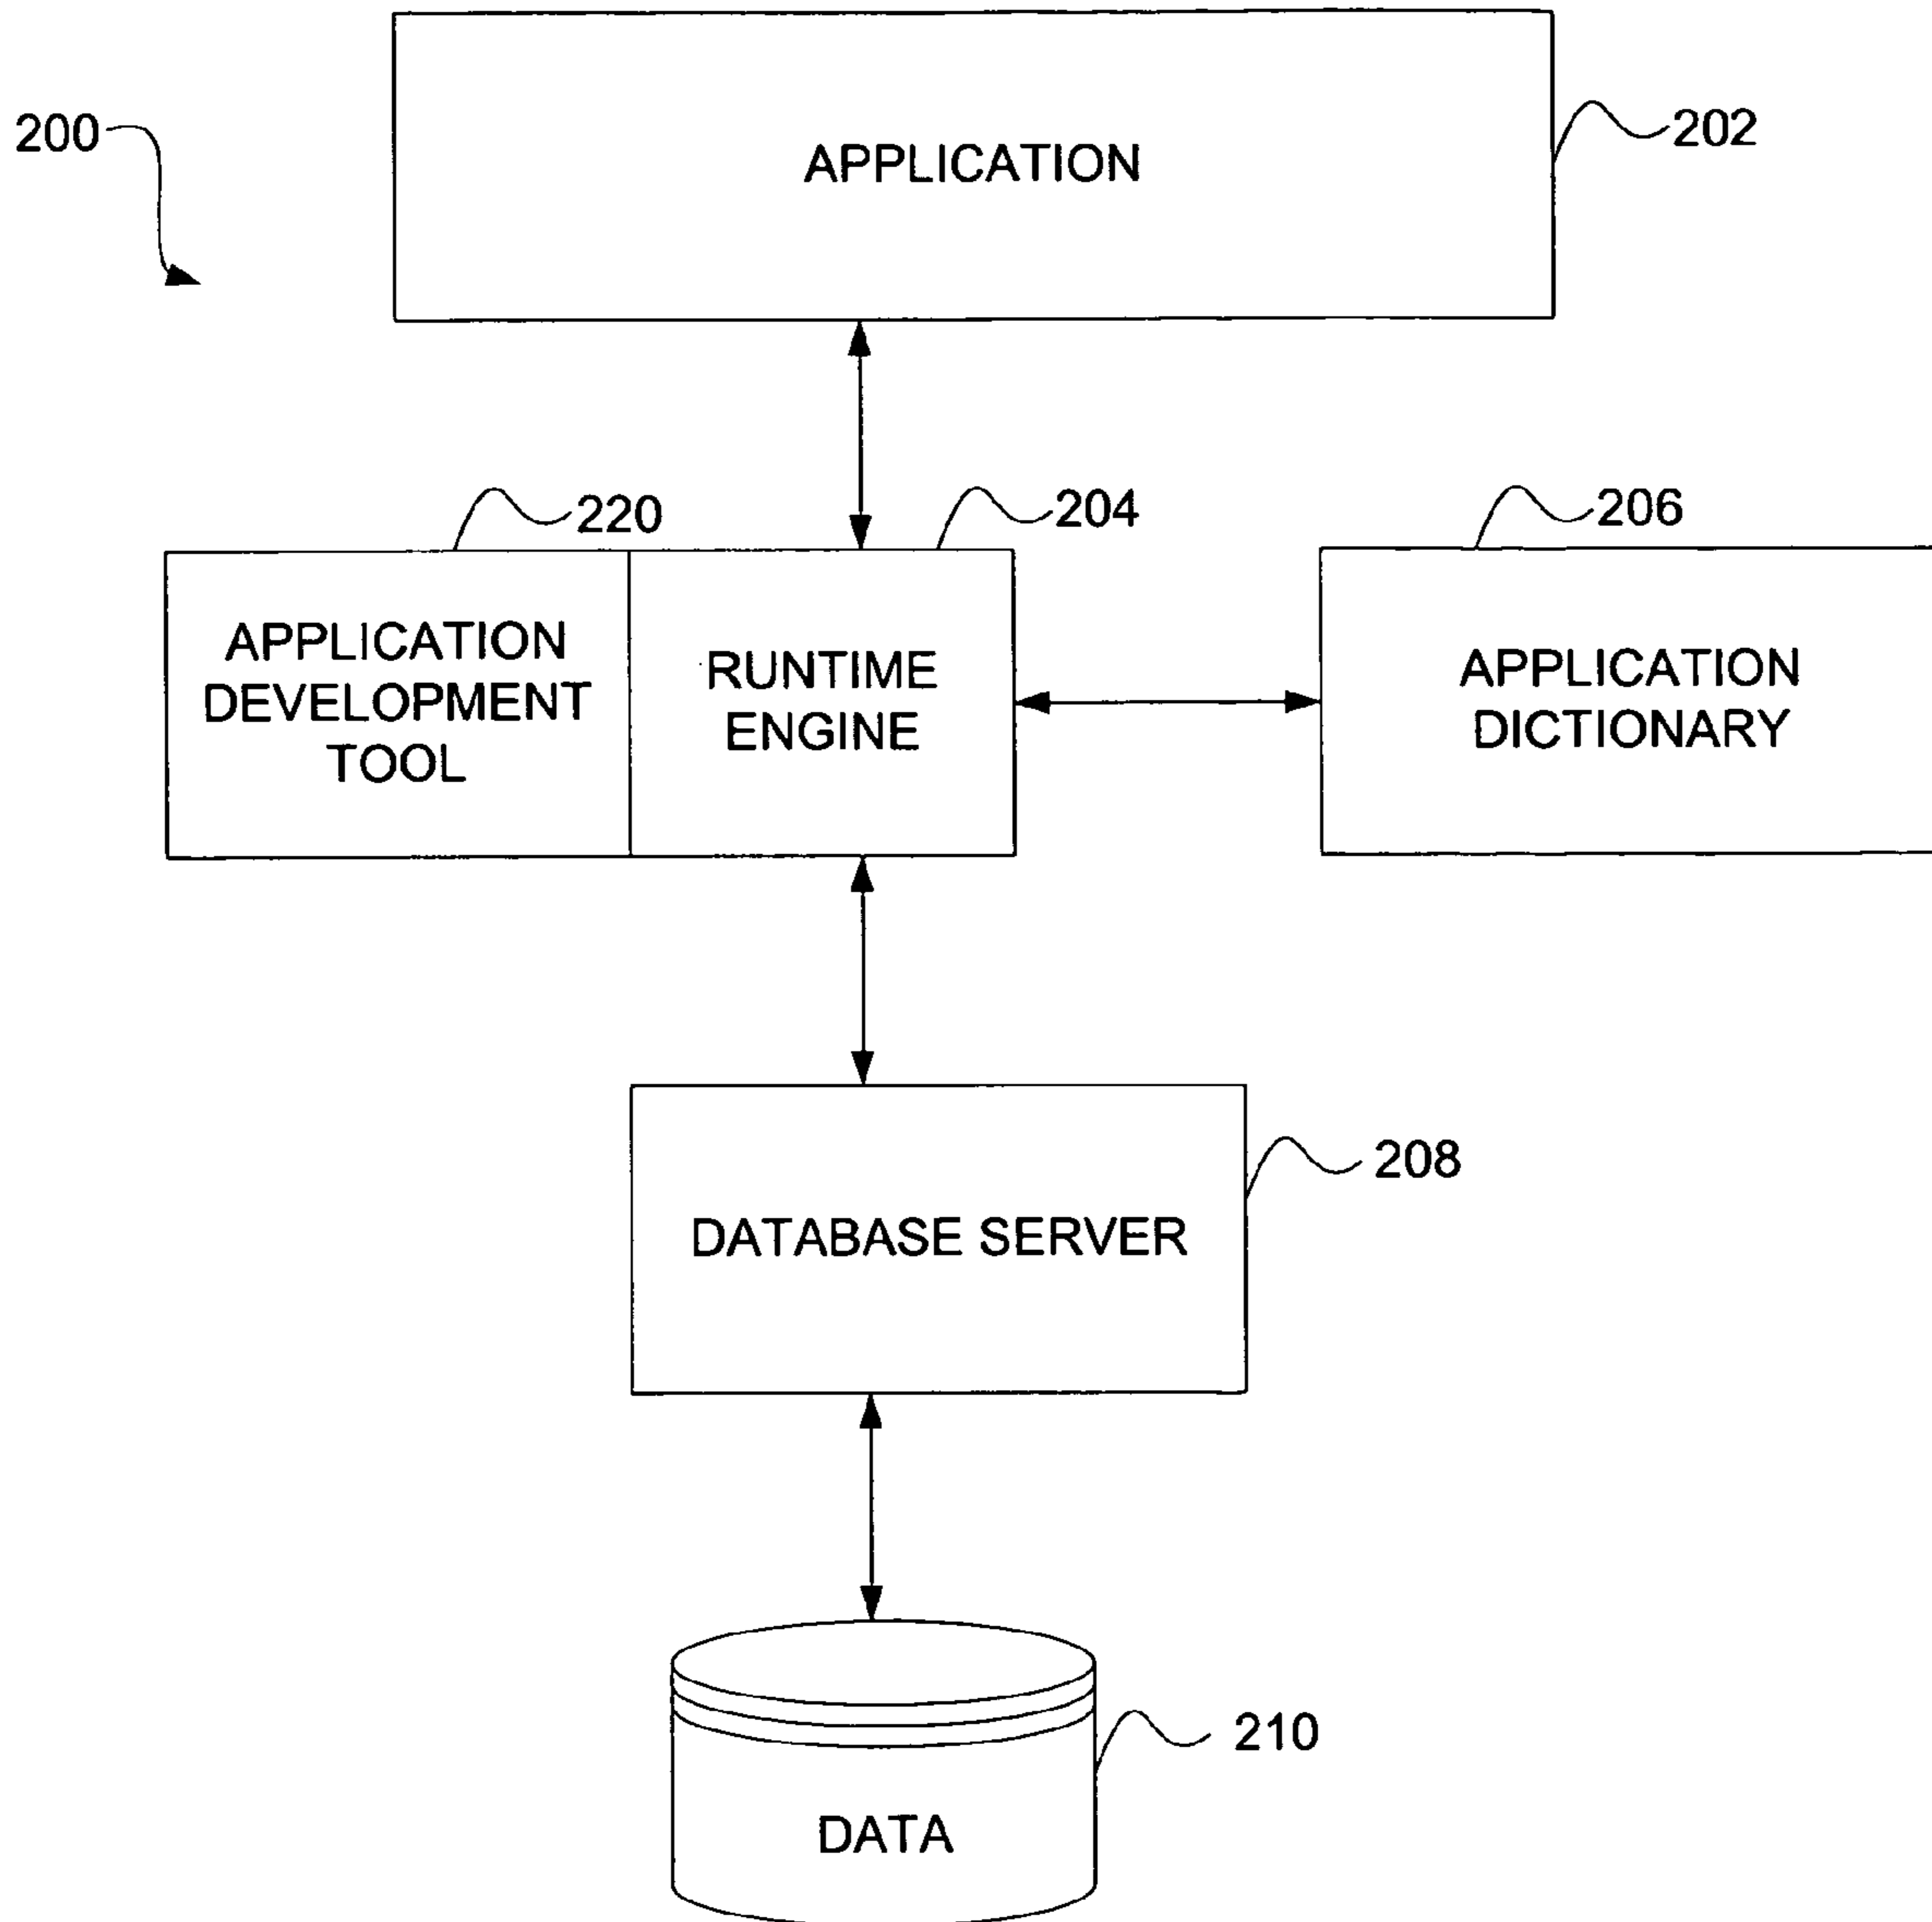 200
APPLICATION
202
220
204
206
APPLICATION
DEVELOPMENT
TOOL
RUNTIME
ENGINE
APPLICATION
DICTIONARY
208
DATABASE SERVER
210
DATA